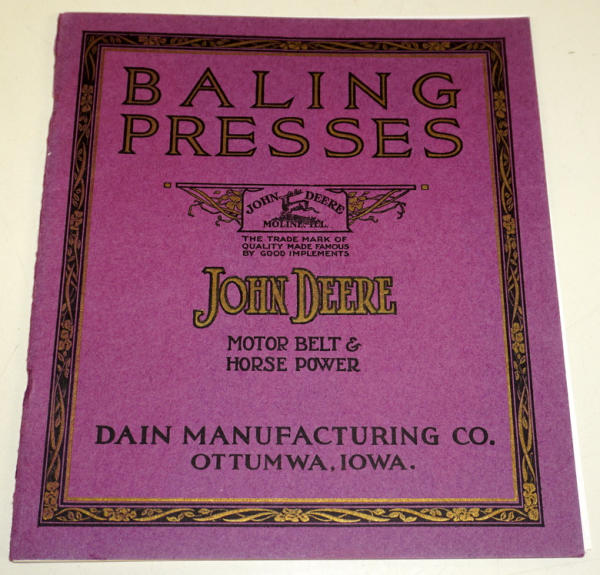 BALING
PRESSES
JOHN DEERE
MOLINE, ILL.
THE TRADE MARK OF
QUALITY MADE FAMOUS
BY GOOD IMPLEMENTS
JOHN DEERE
MOTOR BELT &
HORSE POWER
DAIN MANUFACTURING CO.
OTTUMWA, IOWA.